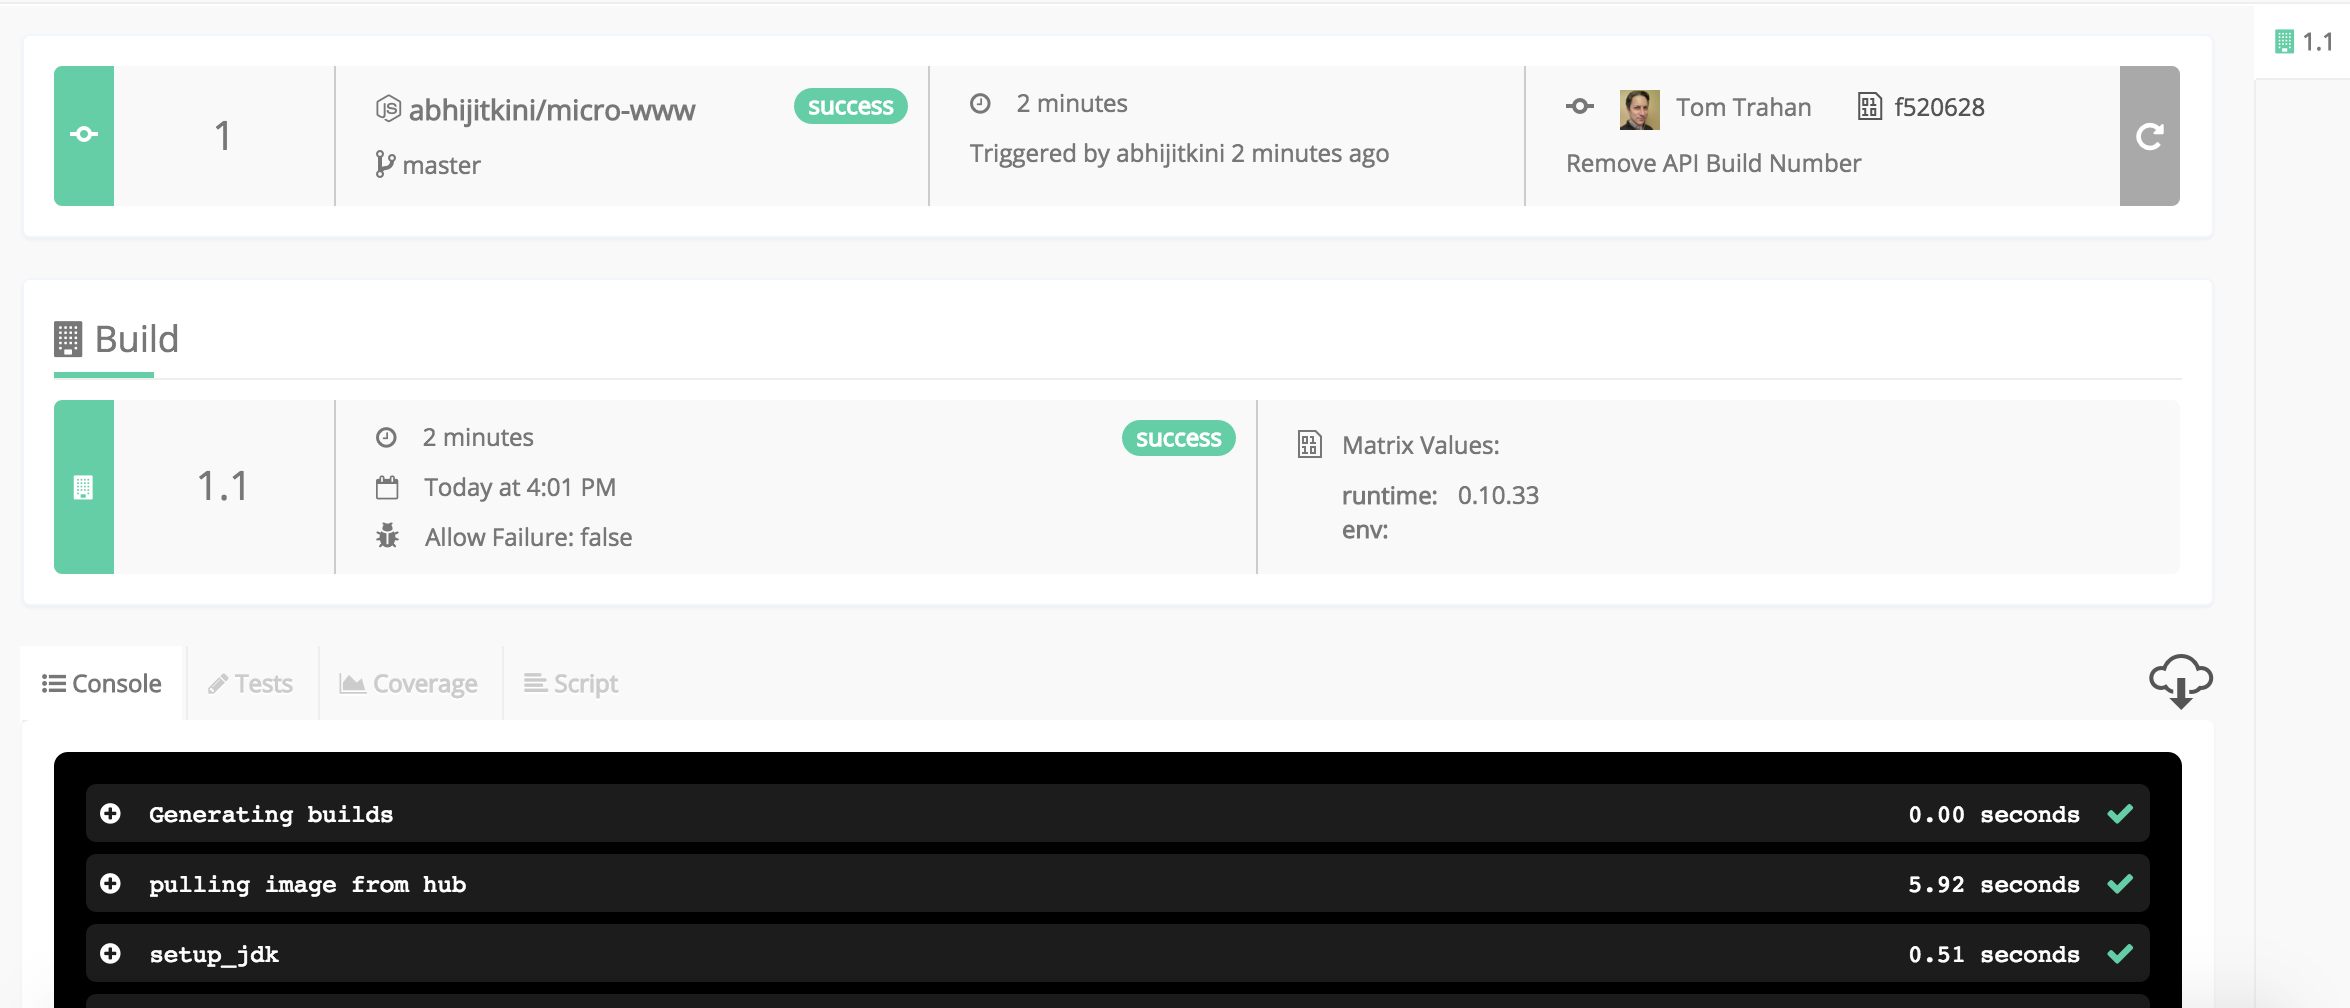 1.1
1
abhijitkini/micro-www
success
master
2 minutes
Triggered by abhijitkini 2 minutes ago
Tom Trahan
f520628
Remove API Build Number
Build
1.1
2 minutes
success
Today at 4:01 PM
Allow Failure: false
Matrix Values:
runtime: 0.10.33
env:
Console
Tests
Coverage
Script
Generating builds 0.00 seconds
pulling image from hub 5.92 seconds
setup_jdk 0.51 seconds